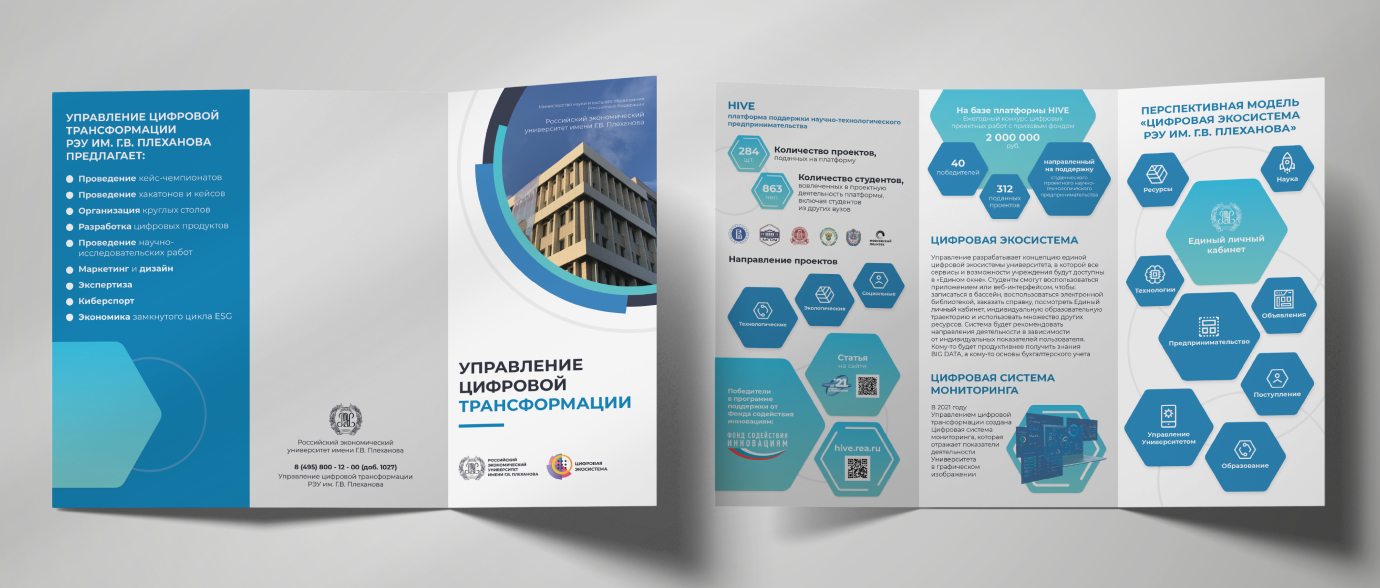 УПРАВЛЕНИЕ ЦИФРОВОЙ
ТРАНСФОРМАЦИИ
РЭУ ИМ. Г.В. ПЛЕХАНОВА
ПРЕДЛАГАЕТ:
Проведение кейс-чемпионатов
Проведение хакатонов и кейсов
Организация круглых столов
Разработка цифровых продуктов
Проведение научно-
исследовательских работ
Маркетинг и дизайн
Экспертиза
Киберспорт
Экономика замкнутого цикла ESG
Российский экономический
университет имени Г.В. Плеханова
8 (495) 800 - 12 - 00 (доб. 1027)
Управление цифровой трансформации
РЭУ им. Г.В. Плеханова
Министерство науки и высшего образования
Российской Федерации
Российский экономический
университет имени Г.В. Плеханова
УПРАВЛЕНИЕ
ЦИФРОВОЙ
ТРАНСФОРМАЦИИ
РОССИЙСКИЙ
ЭКОНОМИЧЕСКИЙ
УНИВЕРСИТЕТ
ИМЕНИ Г.В. ПЛЕХАНОВА
ЦИФРОВАЯ
ЭКОСИСТЕМА
HIVE
платформа поддержки научно-технологического
предпринимательства
284
шт.
Количество проектов,
поданных на платформу
863
чел.
Количество студентов,
вовлеченных в проектную
деятельность платформы,
включая студентов
из других вузов
Направление проектов
Технологические
Экологические
Социальные
Статья
на сайте:
Победители
в программе
поддержки от
Фонда содействия
инновациям:
ФОНД СОДЕЙСТВИЯ
ИННОВАЦИЯМ
hive.rea.ru
На базе платформы HIVE
Ежегодный конкурс цифровых
проектных работ с призовым фондом
2 000 000
руб.
40
победителей
312
поданных
проектов
направленный
на поддержку
студенческого
проектного научно-
технологического
предпринимательства
ЦИФРОВАЯ ЭКОСИСТЕМА
Управление разрабатывает концепцию единой
цифровой экосистемы университета, в которой все
сервисы и возможности учреждения будут доступны
в «Едином окне». Студенты смогут воспользоваться
приложением или веб-интерфейсом, чтобы:
записаться в бассейн, воспользоваться электронной
библиотекой, заказать справку, посмотреть Единый
личный кабинет, индивидуальную образовательную
траекторию и использовать множество других
ресурсов. Система будет рекомендовать
направления деятельности в зависимости
от индивидуальных показателей пользователя.
Кому-то будет продуктивнее получить знания
BIG DATA, а кому-то основы бухгалтерского учета
ЦИФРОВАЯ СИСТЕМА
МОНИТОРИНГА
В 2021 году
Управлением цифровой
трансформации создана
Цифровая система
мониторинга, которая
отражает показатели
деятельности
Университета
в графическом
изображении
ПЕРСПЕКТИВНАЯ МОДЕЛЬ
«ЦИФРОВАЯ ЭКОСИСТЕМА
РЭУ ИМ. Г.В. ПЛЕХАНОВА»
Ресурсы
Наука
Единый личный
кабинет
Технологии
Объявления
Предпринимательство
Поступления
Управление
Университетом
Образование